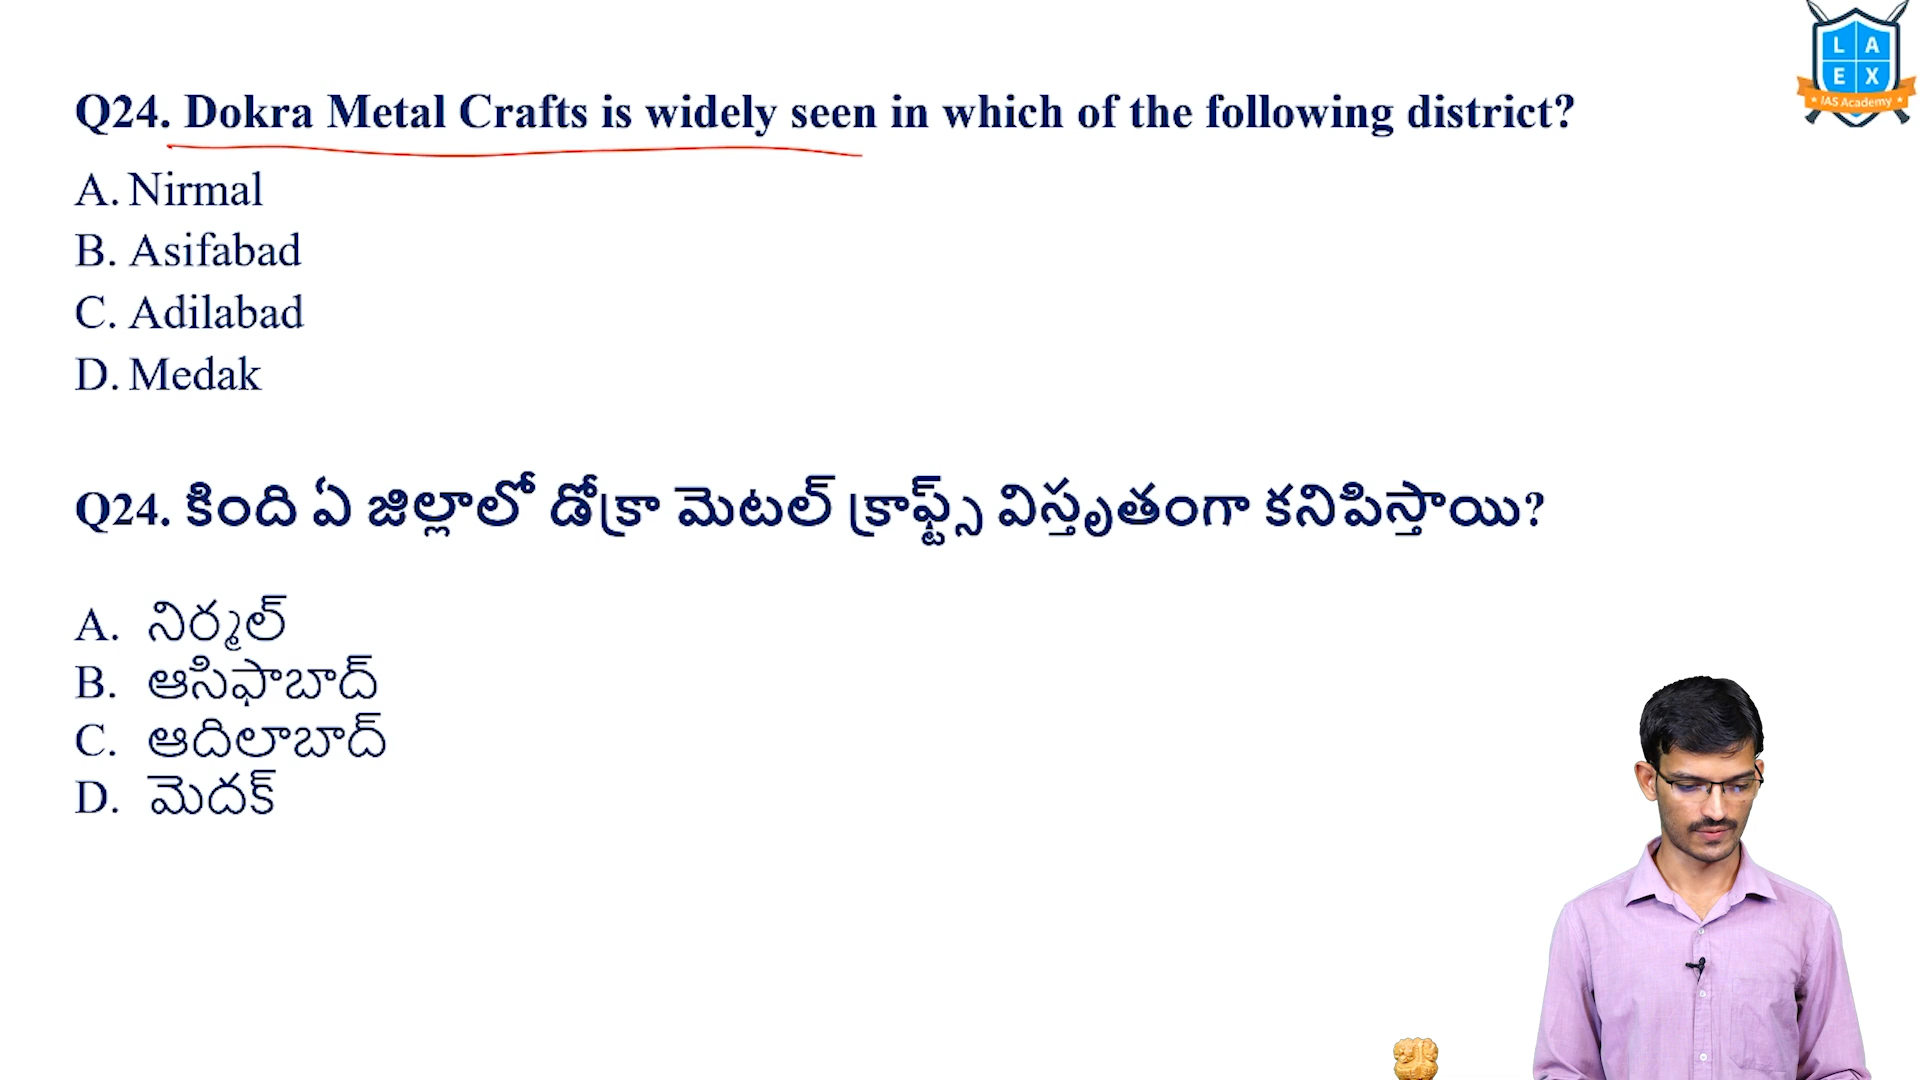 L A
E X
IAS Academy
Q24. Dokra Metal Crafts is widely seen in which of the following district?
A. Nirmal
B. Asifabad
C. Adilabad
D. Medak
Q24. కింది ఏ జిల్లాలో డోక్రా మెటల్ క్రాఫ్ట్స్ విస్తృతంగా కనిపిస్తాయి?
A. నిర్మల్
B. ఆసిఫాబాద్
C. ఆదిలాబాద్
D. మెదక్